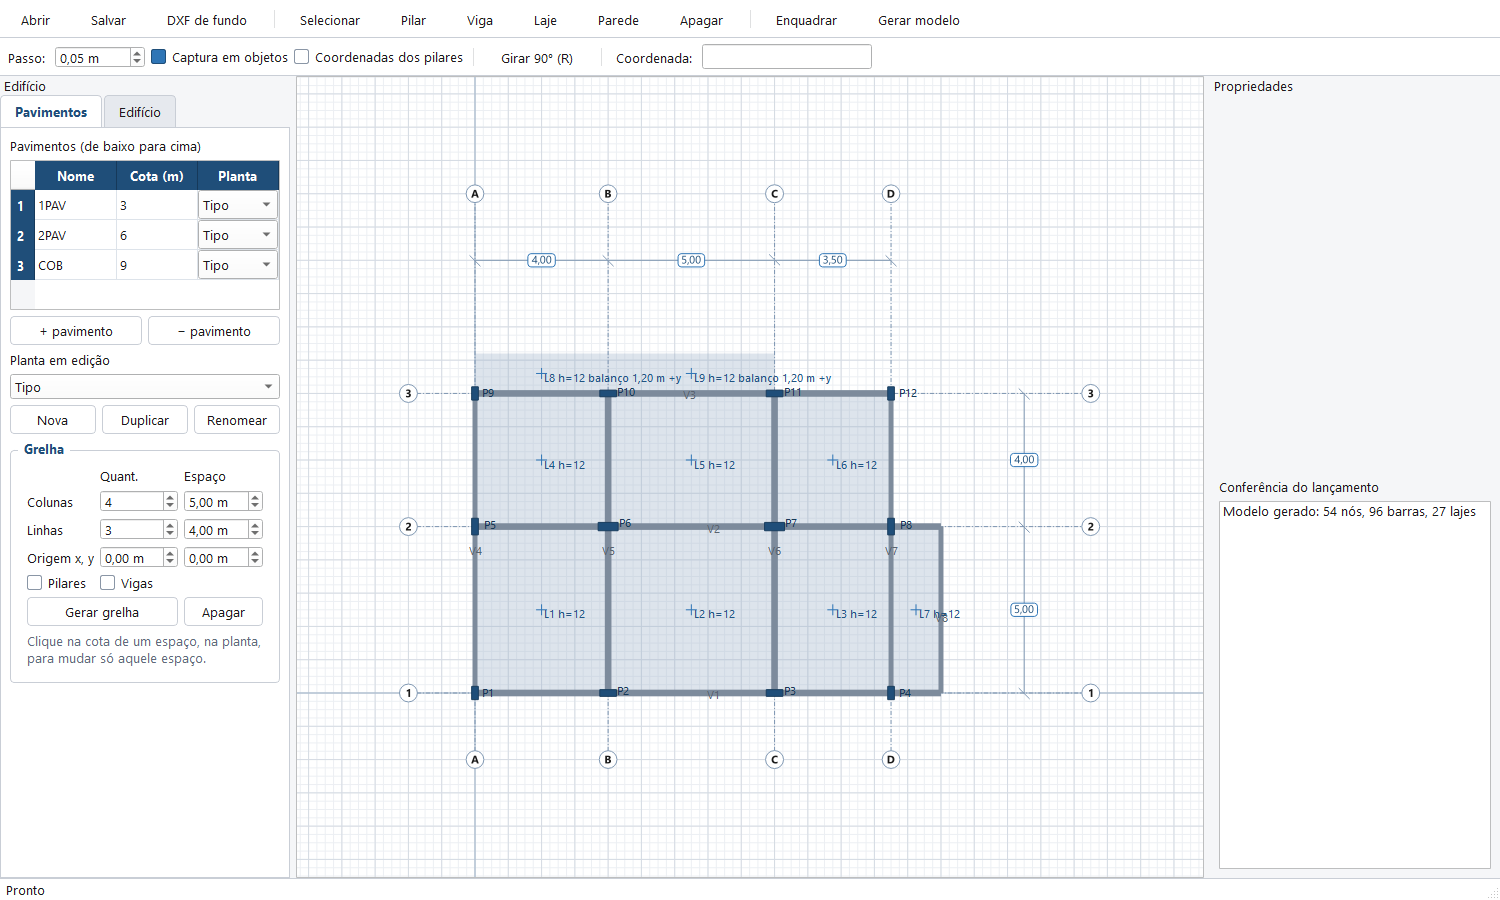 Abrir Salvar DXF de fundo Selecionar Pilar Viga Laje Parede Apagar Enquadrar Gerar modelo
Passo: 0,05 m Captura em objetos Coordenadas dos pilares Girar 90° (R) Coordenada:
Edifício
Pavimentos Edifício
Pavimentos (de baixo para cima)
Nome Cota (m) Planta
1 1PAV 3 Tipo
2 2PAV 6 Tipo
3 COB 9 Tipo
+ pavimento − pavimento
Planta em edição
Tipo
Nova Duplicar Renomear
Grelha
Quant. Espaço
Colunas 4 5,00 m
Linhas 3 4,00 m
Origem x, y 0,00 m 0,00 m
Pilares Vigas
Gerar grelha Apagar
Clique na cota de um espaço, na planta,
para mudar só aquele espaço.
A B C D
4,00 5,00 3,50
L8 h=12 balanço 1,20 m +y L9 h=12 balanço 1,20 m +y
3 P9 P10 V3 P11 P12 3
L4 h=12 L5 h=12 L6 h=12 4,00
2 P5 P6 V2 P7 P8 2
V4 V5 V6 V7
L1 h=12 L2 h=12 L3 h=12 L7 h=12 5,00
V8
1 P1 P2 V1 P3 P4 1
A B C D
Propriedades
Conferência do lançamento
Modelo gerado: 54 nós, 96 barras, 27 lajes
Pronto